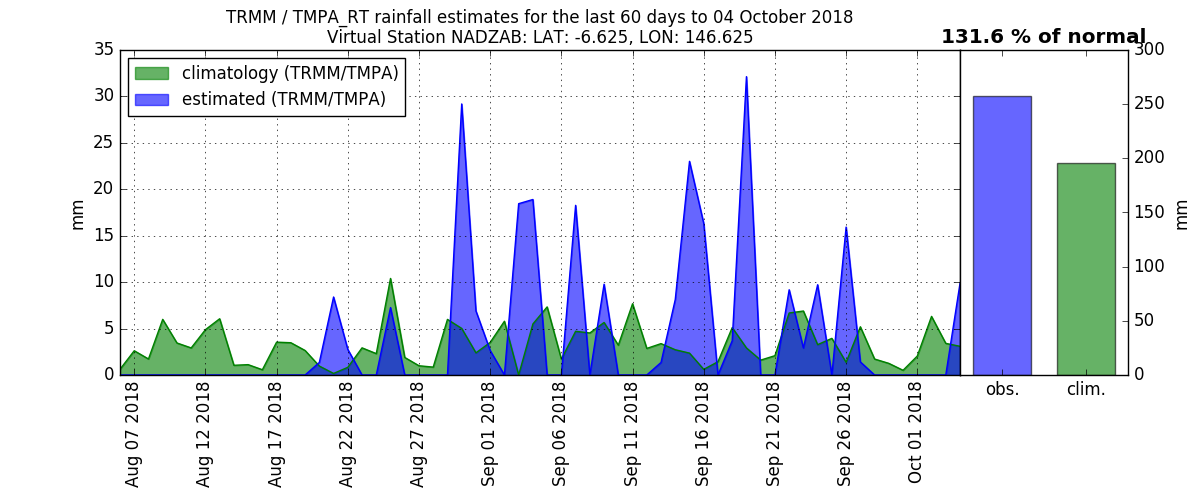 TRMM / TMPA_RT rainfall estimates for the last 60 days to 04 October 2018
Virtual Station NADZAB: LAT: -6.625, LON: 146.625
131.6 % of normal
climatology (TRMM/TMPA)
estimated (TRMM/TMPA)
mm
35
30
25
20
15
10
5
0
Aug 07 2018
Aug 12 2018
Aug 17 2018
Aug 22 2018
Aug 27 2018
Sep 01 2018
Sep 06 2018
Sep 11 2018
Sep 16 2018
Sep 21 2018
Sep 26 2018
Oct 01 2018
obs.
clim.
300
250
200
150
100
50
0
mm